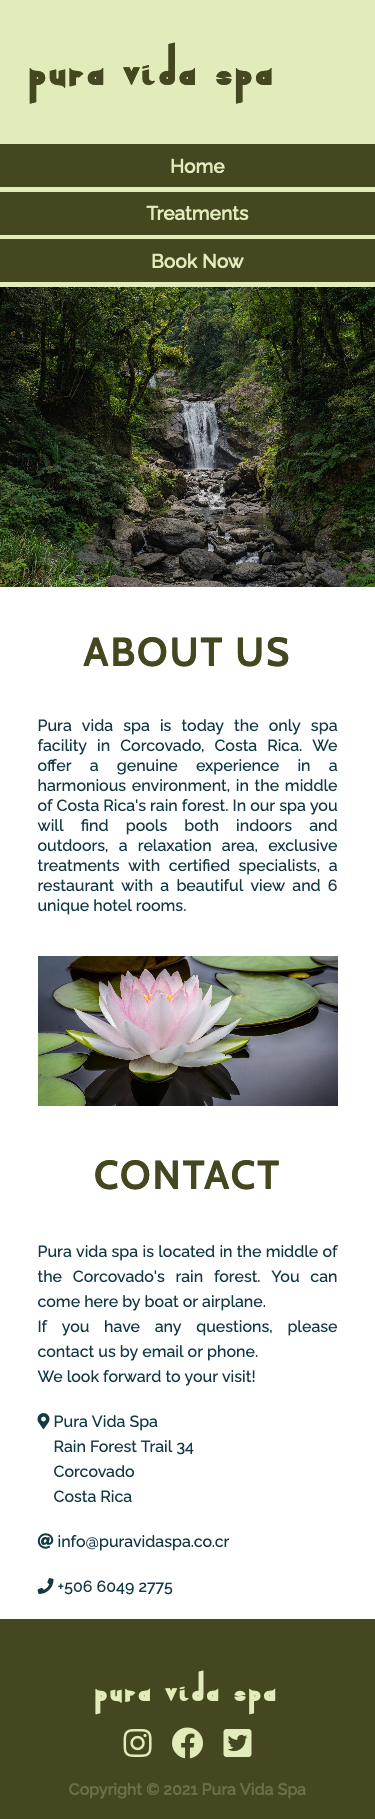 pura vida spa
Home
Treatments
Book Now
ABOUT US
Pura vida spa is today the only spa
facility in Corcovado, Costa Rica. We
offer a genuine experience in a
harmonious environment, in the middle
of Costa Rica's rain forest. In our spa you
will find pools both indoors and
outdoors, a relaxation area, exclusive
treatments with certified specialists, a
restaurant with a beautiful view and 6
unique hotel rooms.
CONTACT
Pura vida spa is located in the middle of
the Corcovado's rain forest. You can
come here by boat or airplane.
If you have any questions, please
contact us by email or phone.
We look forward to your visit!
Pura Vida Spa
Rain Forest Trail 34
Corcovado
Costa Rica
info@puravidaspa.co.cr
+506 6049 2775
pura vida spa
Copyright © 2021 Pura Vida Spa